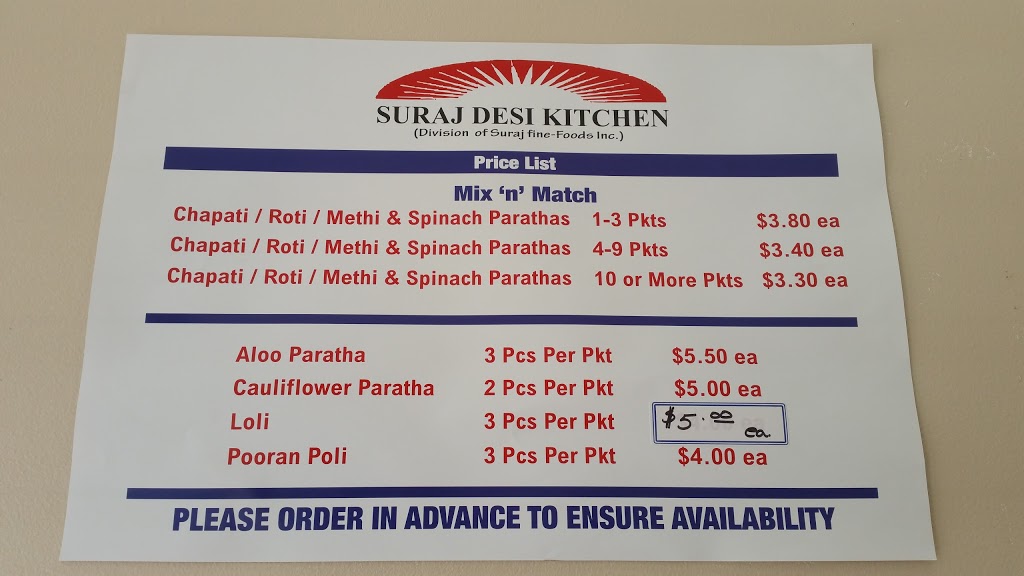 SURAJ DESI KITCHEN
(Division of Suraj fine-Foods Inc.)
Price List
Mix ‘n’ Match
Chapati / Roti / Methi & Spinach Parathas 1-3 Pkts $3.80 ea
Chapati / Roti / Methi & Spinach Parathas 4-9 Pkts $3.40 ea
Chapati / Roti / Methi & Spinach Parathas 10 or More Pkts $3.30 ea
Aloo Paratha 3 Pcs Per Pkt $5.50 ea
Cauliflower Paratha 2 Pcs Per Pkt $5.00 ea
Loli 3 Pcs Per Pkt $5.00 ea
Pooran Poli 3 Pcs Per Pkt $4.00 ea
PLEASE ORDER IN ADVANCE TO ENSURE AVAILABILITY